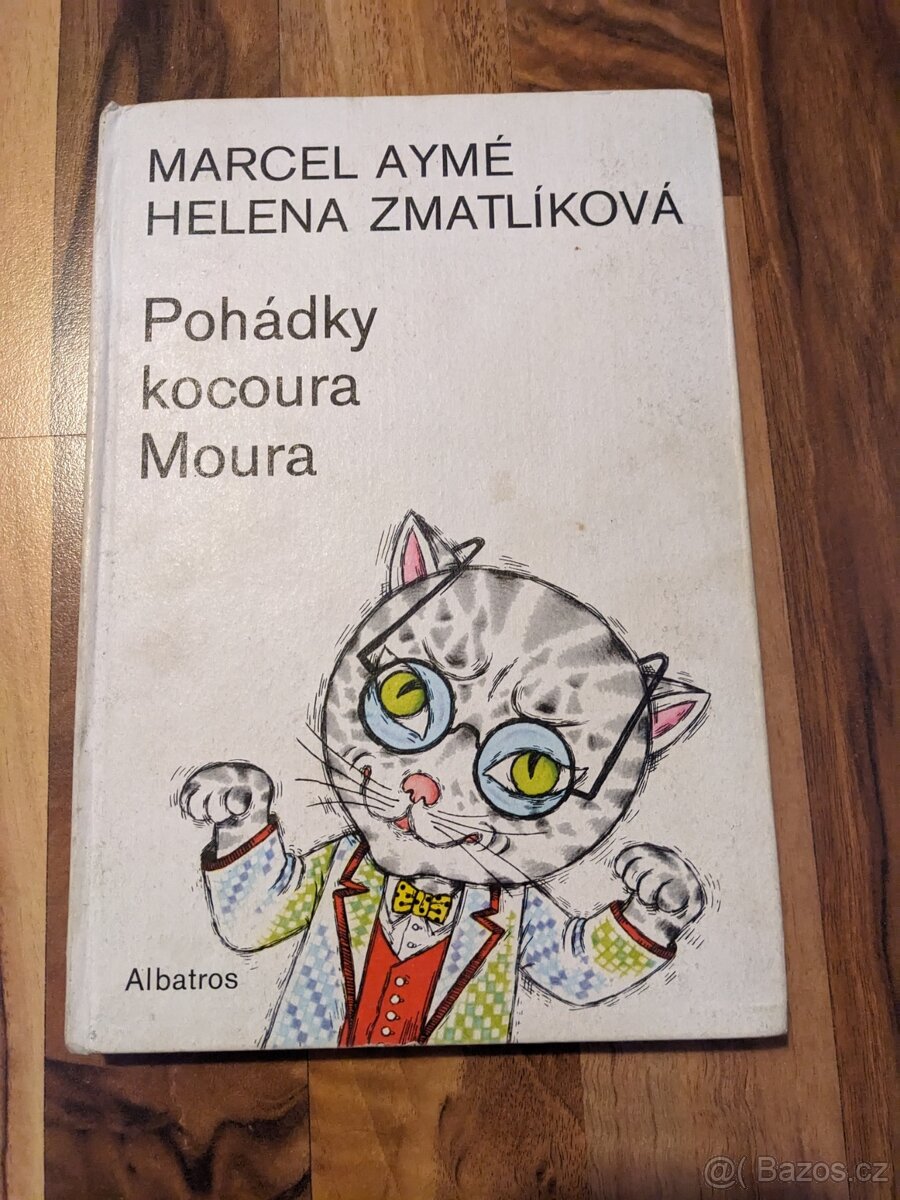 MARCEL AYMÉ
HELENA ZMATLÍKOVÁ
Pohádky
kocoura
Moura
Albatros
@( Bazos.cz